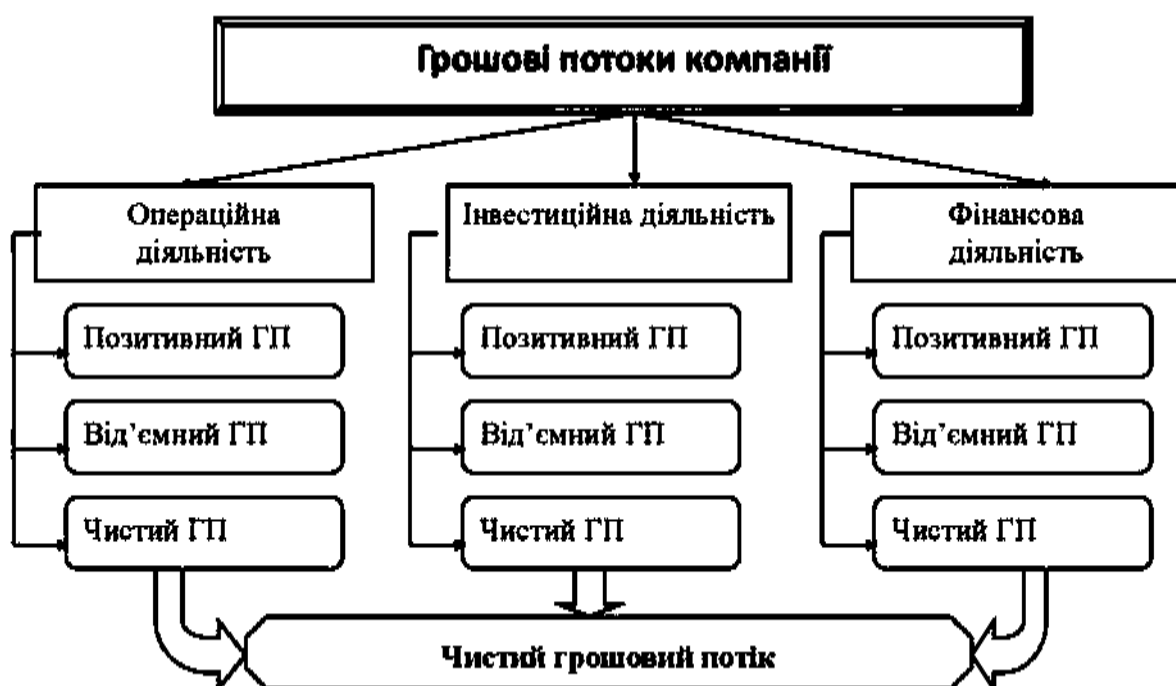 Грошові потоки компанії
Операційна
діяльність
Інвестиційна діяльність
Фінансова
діяльність
Позитивний ГП
Позитивний ГП
Позитивний ГП
Від’ємний ГП
Від’ємний ГП
Від’ємний ГП
Чистий ГП
Чистий ГП
Чистий ГП
Чистий грошовий потік